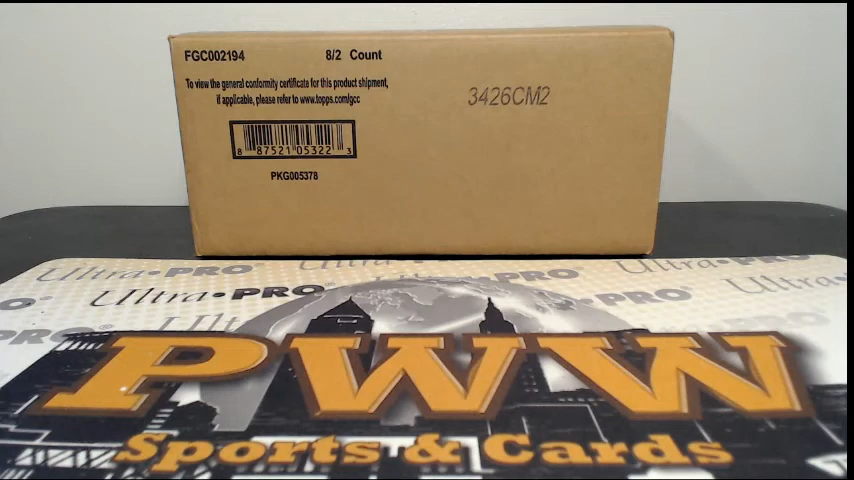 FGC002194 8/2 Count
To view the general conformity certificate for this product shipment,
if applicable, please refer to www.topps.com/gcc
3426CM2
8 87521 05322 3
PKG005378
Ultra•PRO
Ultra•PRO
PRO
PRO
PWW
Sports & Cards